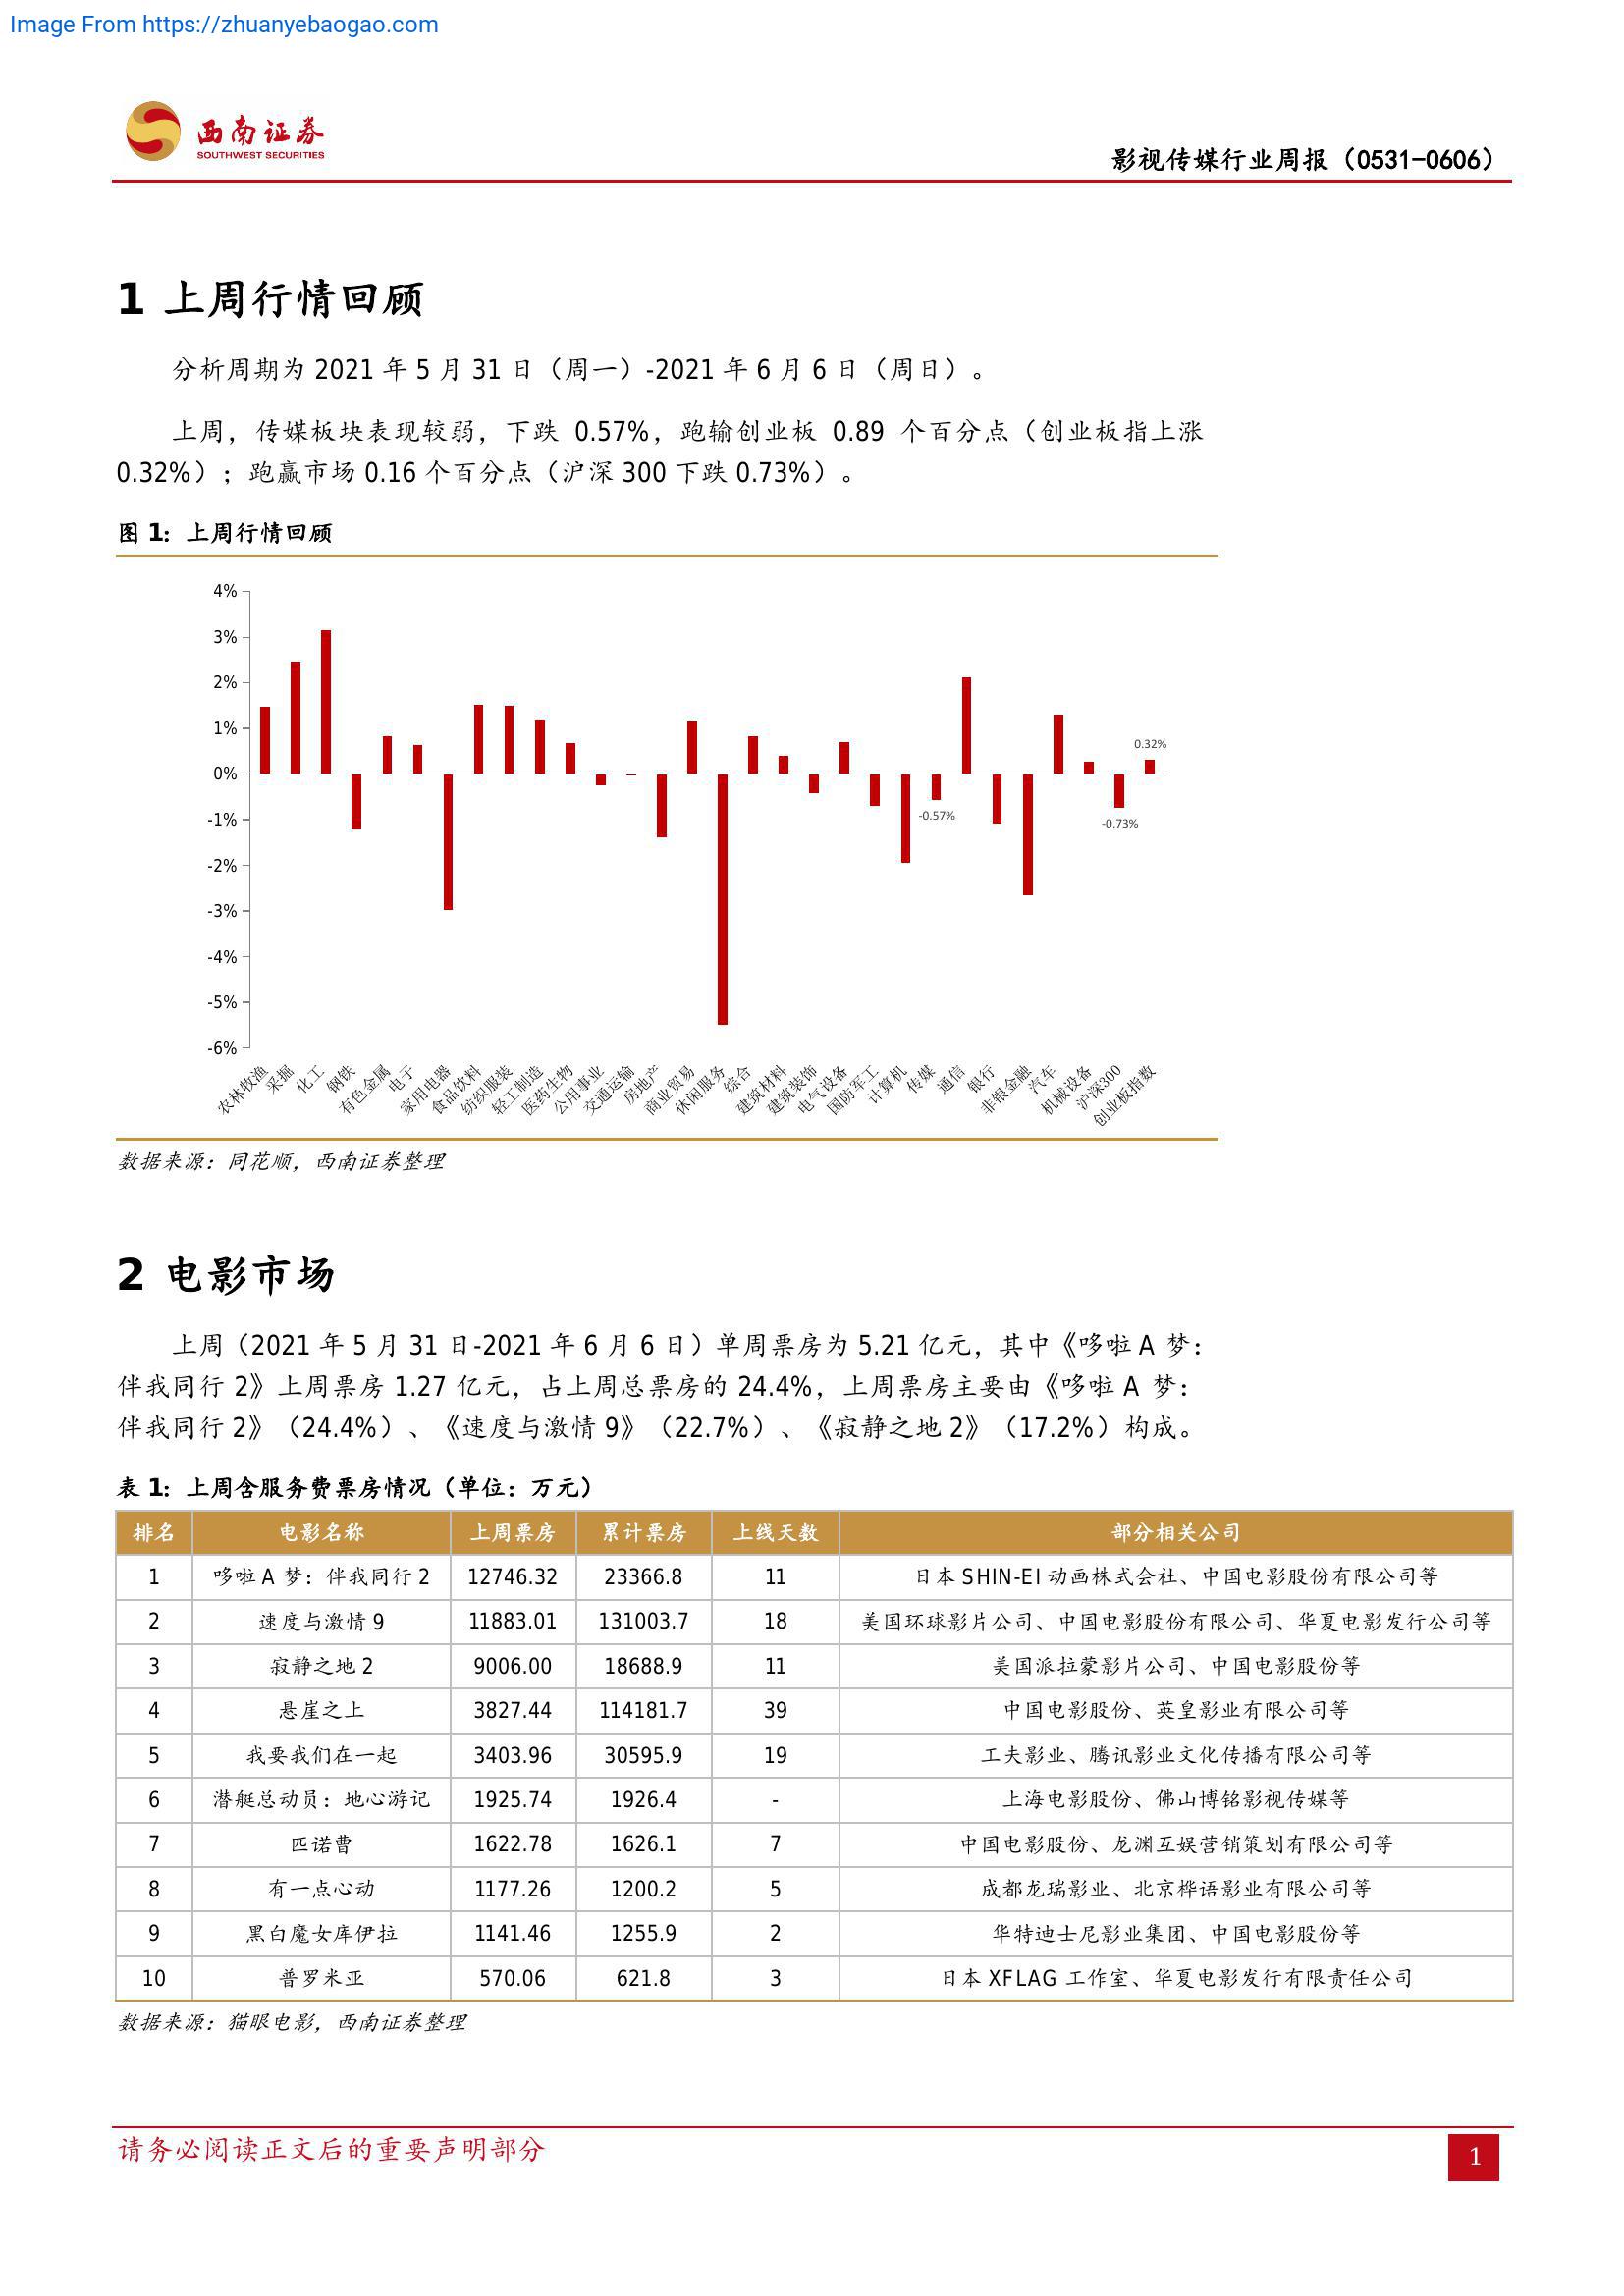 Image From https://zhuanyebaogao.com
西南证券
SOUTHWEST SECURITIES
影视传媒行业周报（0531-0606）
1 上周行情回顾
分析周期为 2021 年 5 月 31 日（周一）-2021 年 6 月 6 日（周日）。
上周，传媒板块表现较弱，下跌 0.57%，跑输创业板 0.89 个百分点（创业板指上涨
0.32%）；跑赢市场 0.16 个百分点（沪深 300 下跌 0.73%）。
图 1：上周行情回顾
4%
3%
2%
1%
0%
-1%
-2%
-3%
-4%
-5%
-6%
0.32%
-0.57%
-0.73%
农林牧渔
采掘
化工
钢铁
有色金属
电子
家用电器
食品饮料
纺织服装
轻工制造
医药生物
公用事业
交通运输
房地产
商业贸易
休闲服务
综合
建筑材料
建筑装饰
电气设备
国防军工
计算机
传媒
通信
银行
非银金融
汽车
机械设备
沪深300
创业板指数
数据来源：同花顺，西南证券整理
2 电影市场
上周（2021 年 5 月 31 日-2021 年 6 月 6 日）单周票房为 5.21 亿元，其中《哆啦 A 梦：
伴我同行 2》上周票房 1.27 亿元，占上周总票房的 24.4%，上周票房主要由《哆啦 A 梦：
伴我同行 2》（24.4%）、《速度与激情 9》（22.7%）、《寂静之地 2》（17.2%）构成。
表 1：上周含服务费票房情况（单位：万元）
排名 电影名称 上周票房 累计票房 上线天数 部分相关公司
1 哆啦 A 梦：伴我同行 2 12746.32 23366.8 11 日本 SHIN-EI 动画株式会社、中国电影股份有限公司等
2 速度与激情 9 11883.01 131003.7 18 美国环球影片公司、中国电影股份有限公司、华夏电影发行公司等
3 寂静之地 2 9006.00 18688.9 11 美国派拉蒙影片公司、中国电影股份等
4 悬崖之上 3827.44 114181.7 39 中国电影股份、英皇影业有限公司等
5 我要我们在一起 3403.96 30595.9 19 工夫影业、腾讯影业文化传播有限公司等
6 潜艇总动员：地心游记 1925.74 1926.4 - 上海电影股份、佛山博铭影视传媒等
7 匹诺曹 1622.78 1626.1 7 中国电影股份、龙渊互娱营销策划有限公司等
8 有一点心动 1177.26 1200.2 5 成都龙瑞影业、北京桦语影业有限公司等
9 黑白魔女库伊拉 1141.46 1255.9 2 华特迪士尼影业集团、中国电影股份等
10 普罗米亚 570.06 621.8 3 日本 XFLAG 工作室、华夏电影发行有限责任公司
数据来源：猫眼电影，西南证券整理
请务必阅读正文后的重要声明部分
1